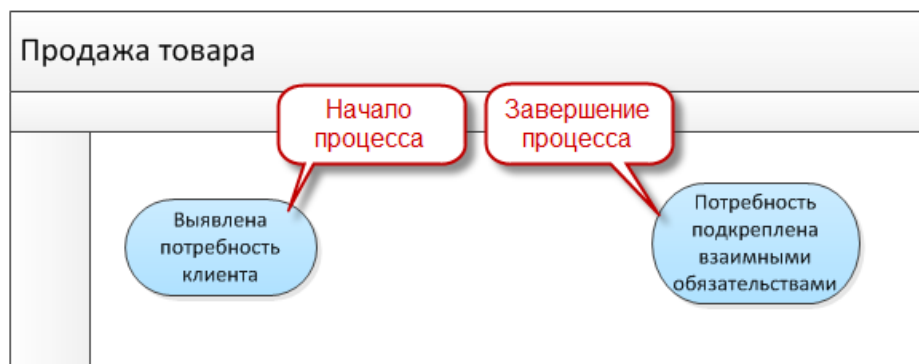 Продажа товара
Начало
процесса
Завершение
процесса
Выявлена
потребность
клиента
Потребность
подкреплена
взаимными
обязательствами